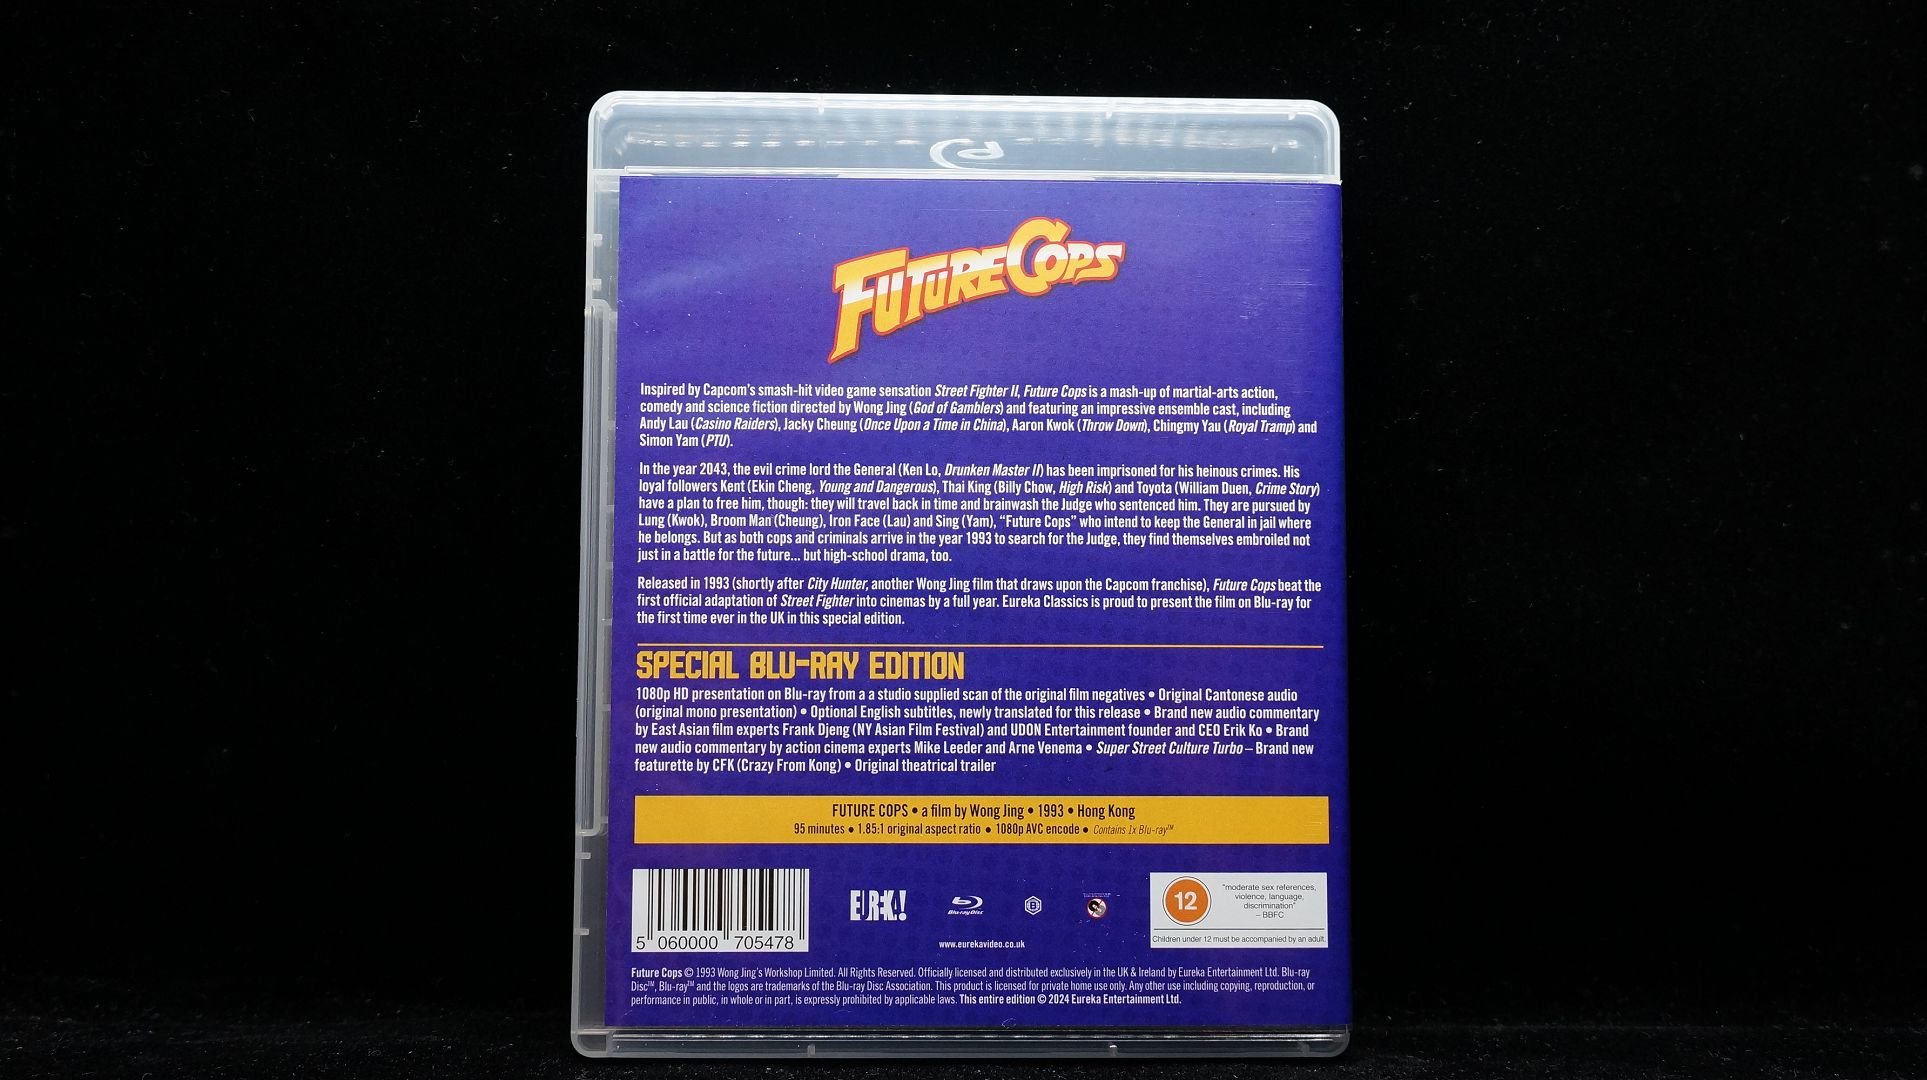 FUTURE COPS
Inspired by Capcom's smash-hit video game sensation Street Fighter II, Future Cops is a mash-up of martial-arts action,
comedy and science fiction directed by Wong Jing (God of Gamblers) and featuring an impressive ensemble cast, including
Andy Lau (Casino Raiders), Jacky Cheung (Once Upon a Time in China), Aaron Kwok (Throw Down), Chingmy Yau (Royal Tramp) and
Simon Yam (PTU).
In the year 2043, the evil crime lord the General (Ken Lo, Drunken Master II) has been imprisoned for his heinous crimes. His
loyal followers Kent (Ekin Cheng, Young and Dangerous), Thai King (Billy Chow, High Risk) and Toyota (William Duen, Crime Story)
have a plan to free him, though: they will travel back in time and brainwash the Judge who sentenced him. They are pursued by
Lung (Kwok), Broom Man (Cheung), Iron Face (Lau) and Sing (Yam), "Future Cops" who intend to keep the General in jail where
he belongs. But as both cops and criminals arrive in the year 1993 to search for the Judge, they find themselves embroiled not
just in a battle for the future... but high-school drama, too.
Released in 1993 (shortly after City Hunter, another Wong Jing film that draws upon the Capcom franchise), Future Cops beat the
first official adaptation of Street Fighter into cinemas by a full year. Eureka Classics is proud to present the film on Blu-ray for
the first time ever in the UK in this special edition.
SPECIAL BLU-RAY EDITION
1080p HD presentation on Blu-ray from a a studio supplied scan of the original film negatives • Original Cantonese audio
(original mono presentation) • Optional English subtitles, newly translated for this release • Brand new audio commentary
by East Asian film experts Frank Djeng (NY Asian Film Festival) and UDON Entertainment founder and CEO Erik Ko • Brand
new audio commentary by action cinema experts Mike Leeder and Arne Venema • Super Street Culture Turbo – Brand new
featurette by CFK (Crazy From Kong) • Original theatrical trailer
FUTURE COPS • a film by Wong Jing • 1993 • Hong Kong
95 minutes • 1.85:1 original aspect ratio • 1080p AVC encode • Contains 1x Blu-ray™
5 060000 705478
EUREKA!
Blu-ray Disc
B
www.eurekavideo.co.uk
12
"moderate sex references,
violence, language,
discrimination"
– BBFC
Children under 12 must be accompanied by an adult.
Future Cops © 1993 Wong Jing's Workshop Limited. All Rights Reserved. Officially licensed and distributed exclusively in the UK & Ireland by Eureka Entertainment Ltd. Blu-ray
Disc™, Blu-ray™ and the logos are trademarks of the Blu-ray Disc Association. This product is licensed for private home use only. Any other use including copying, reproduction, or
performance in public, in whole or in part, is expressly prohibited by applicable laws. This entire edition © 2024 Eureka Entertainment Ltd.